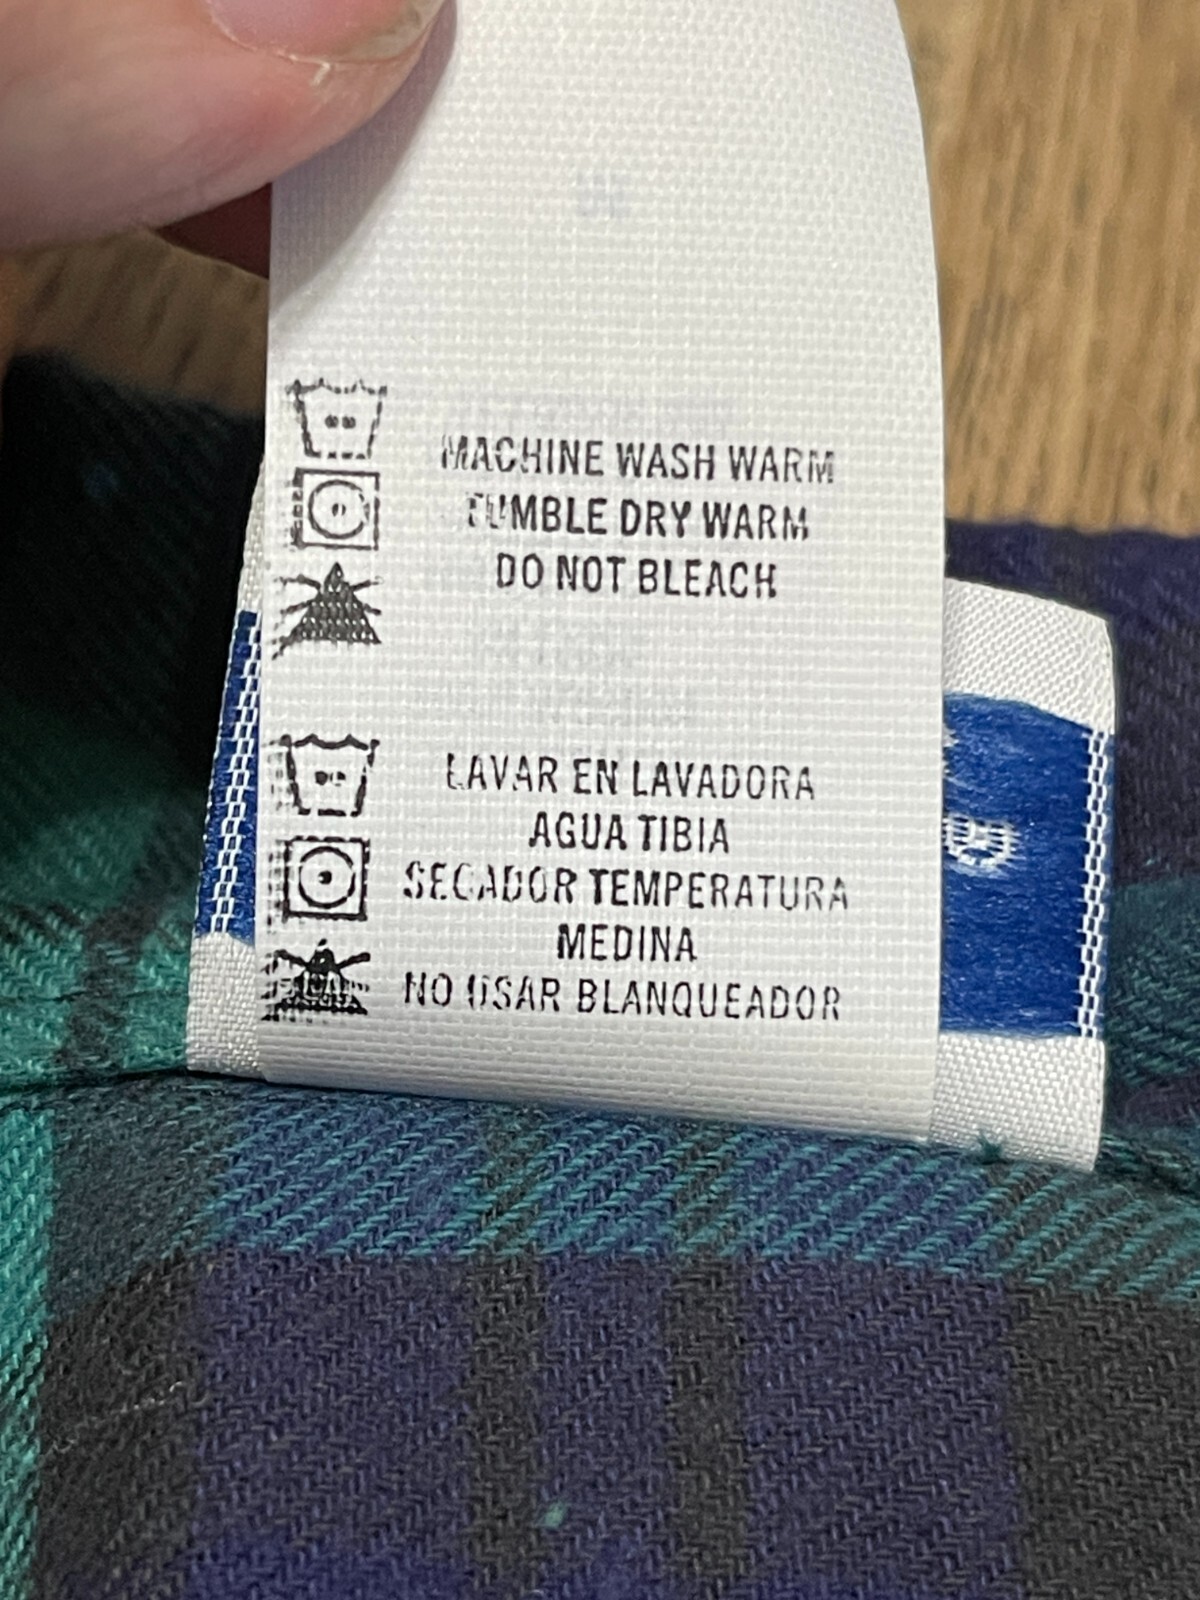 MACHINE WASH WARM
TUMBLE DRY WARM
DO NOT BLEACH
LAVAR EN LAVADORA
AGUA TIBIA
SECADOR TEMPERATURA
MEDINA
NO USAR BLANQUEADOR